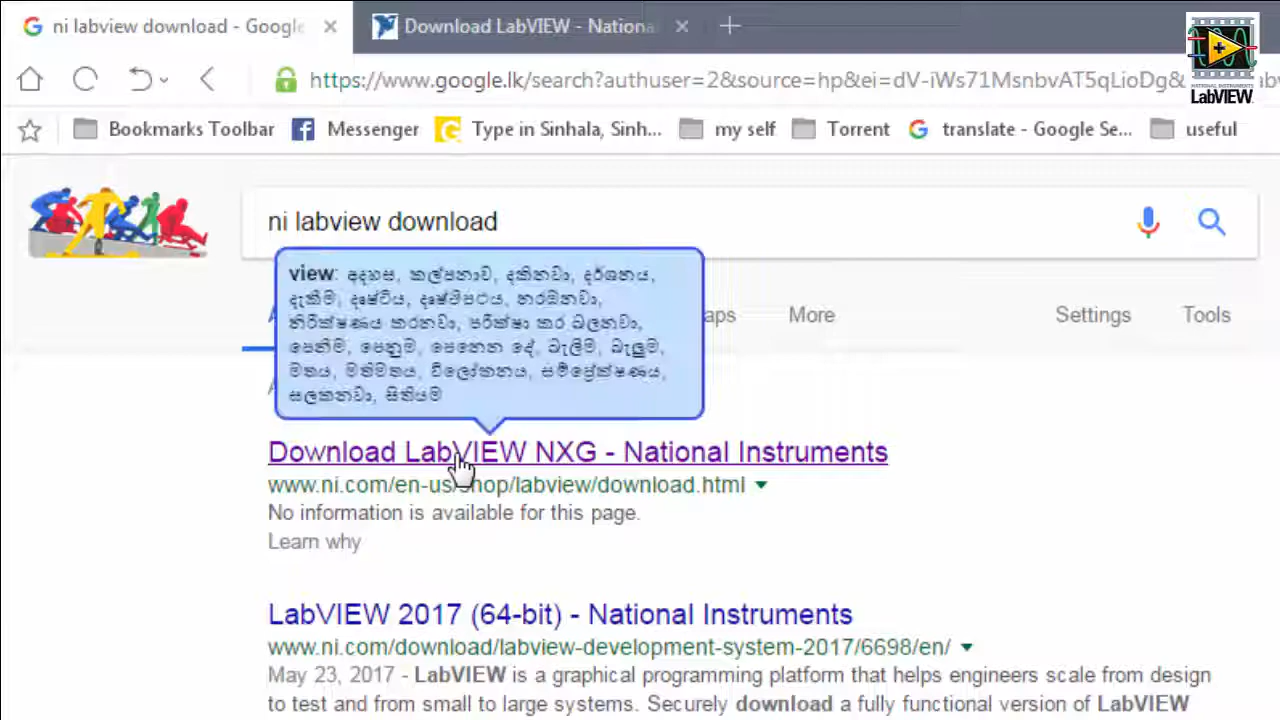 ni labview download - Google
Download LabVIEW - Nationa
NATIONAL INSTRUMENTS
LabVIEW
https://www.google.lk/search?authuser=2&source=hp&ei=dV-iWs71MsnbvAT5qLioDg&
Bookmarks Toolbar
Messenger
Type in Sinhala, Sinh...
my self
Torrent
translate - Google Se...
useful
ni labview download
view: අදහස, කල්පනාව, දකිනවා, දර්ශනය,
දැකීම, දෘෂ්ටිය, දෘෂ්ටිපථය, නරඹනවා,
නිරීක්ෂණය කරනවා, පරීක්ෂා කර බලනවා,
පෙනීම, පෙනුම, පෙනෙන දේ, බැලීම, බැලුම,
මතය, මතිමතය, විලෝකනය, සම්ප්‍රේක්ෂණය,
සලකනවා, සිතියම
aps
More
Settings
Tools
Download LabVIEW NXG - National Instruments
www.ni.com/en-us/shop/labview/download.html
No information is available for this page.
Learn why
LabVIEW 2017 (64-bit) - National Instruments
www.ni.com/download/labview-development-system-2017/6698/en/
May 23, 2017 - LabVIEW is a graphical programming platform that helps engineers scale from design
to test and from small to large systems. Securely download a fully functional version of LabVIEW